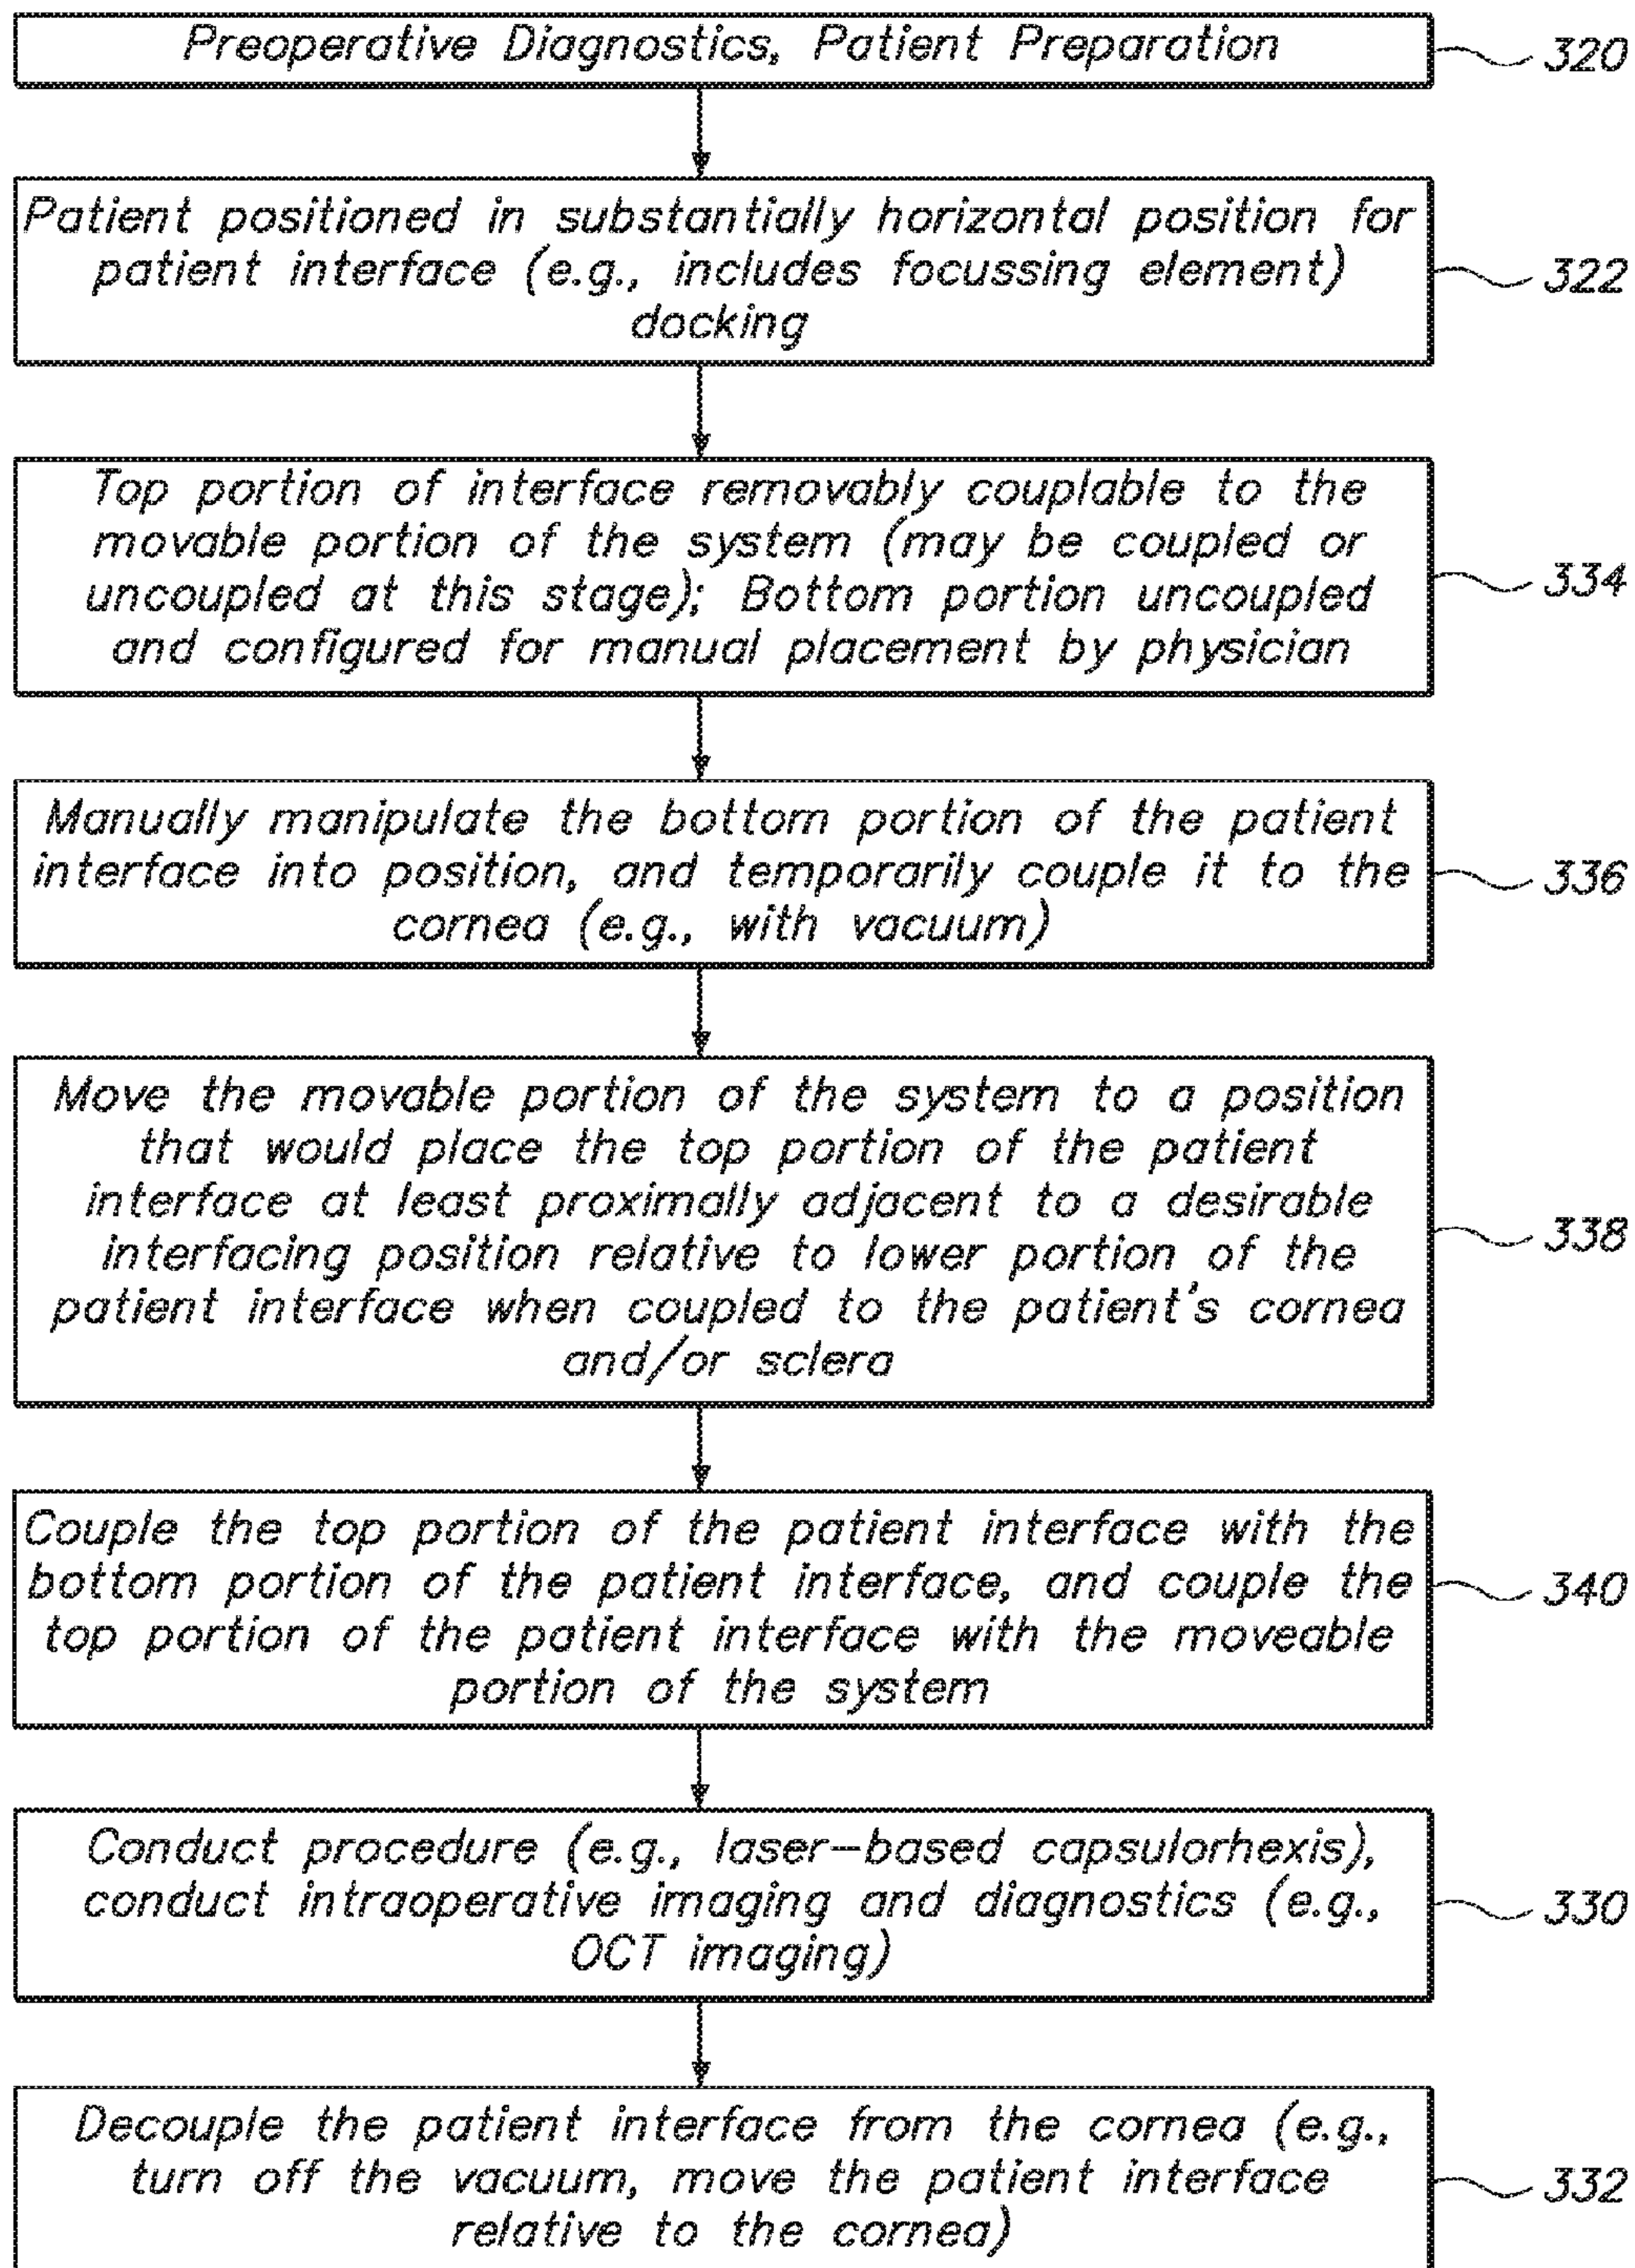 Preoperative Diagnostics, Patient Preparation
320
Patient positioned in substantially horizontal position for
patient interface (e.g., includes focussing element)
docking
322
Top portion of interface removably couplable to the
movable portion of the system (may be coupled or
uncoupled at this stage); Bottom portion uncoupled
and configured for manual placement by physician
334
Manually manipulate the bottom portion of the patient
interface into position, and temporarily couple it to the
cornea (e.g., with vacuum)
336
Move the movable portion of the system to a position
that would place the top portion of the patient
interface at least proximally adjacent to a desirable
interfacing position relative to lower portion of the
patient interface when coupled to the patient's cornea
and/or sclera
338
Couple the top portion of the patient interface with the
bottom portion of the patient interface, and couple the
top portion of the patient interface with the moveable
portion of the system
340
Conduct procedure (e.g., laser-based capsulorhexis),
conduct intraoperative imaging and diagnostics (e.g.,
OCT imaging)
330
Decouple the patient interface from the cornea (e.g.,
turn off the vacuum, move the patient interface
relative to the cornea)
332